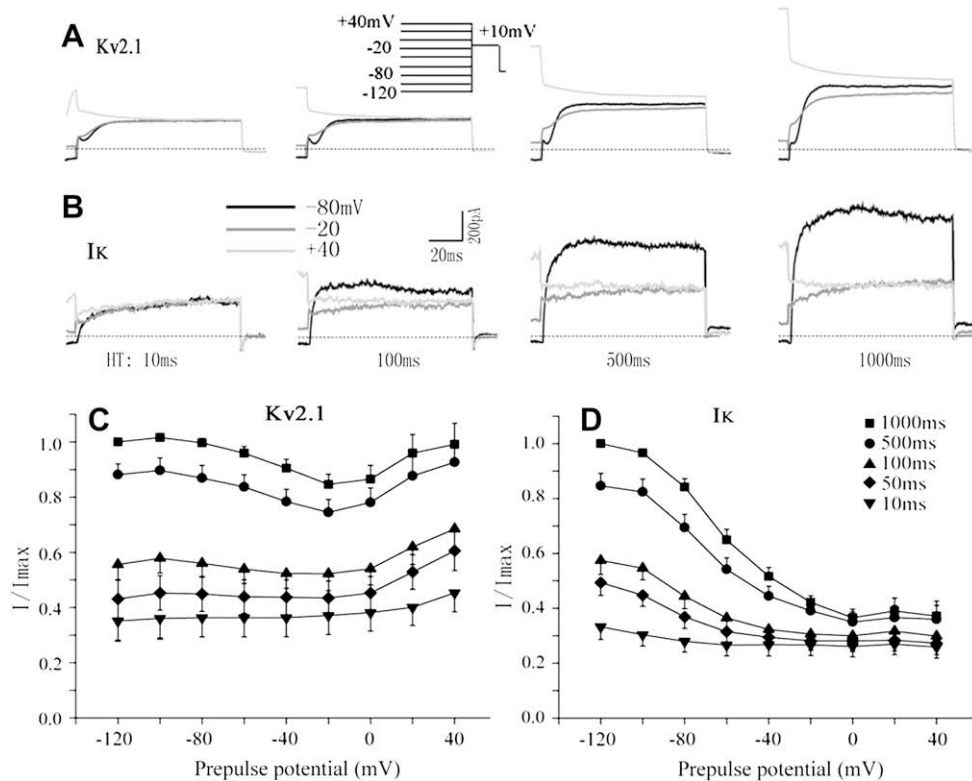 A
Kv2.1
+40mV
-20
-80
-120
+10mV
B
IK
-80mV
-20
+40
200pA
20ms
HT: 10ms
100ms
500ms
1000ms
C
Kv2.1
I/Imax
1.0
0.8
0.6
0.4
0.2
0.0
-120
-80
-40
0
40
Prepulse potential (mV)
D
IK
1000ms
500ms
100ms
50ms
10ms
I/Imax
1.0
0.8
0.6
0.4
0.2
0.0
-120
-80
-40
0
40
Prepulse potential (mV)